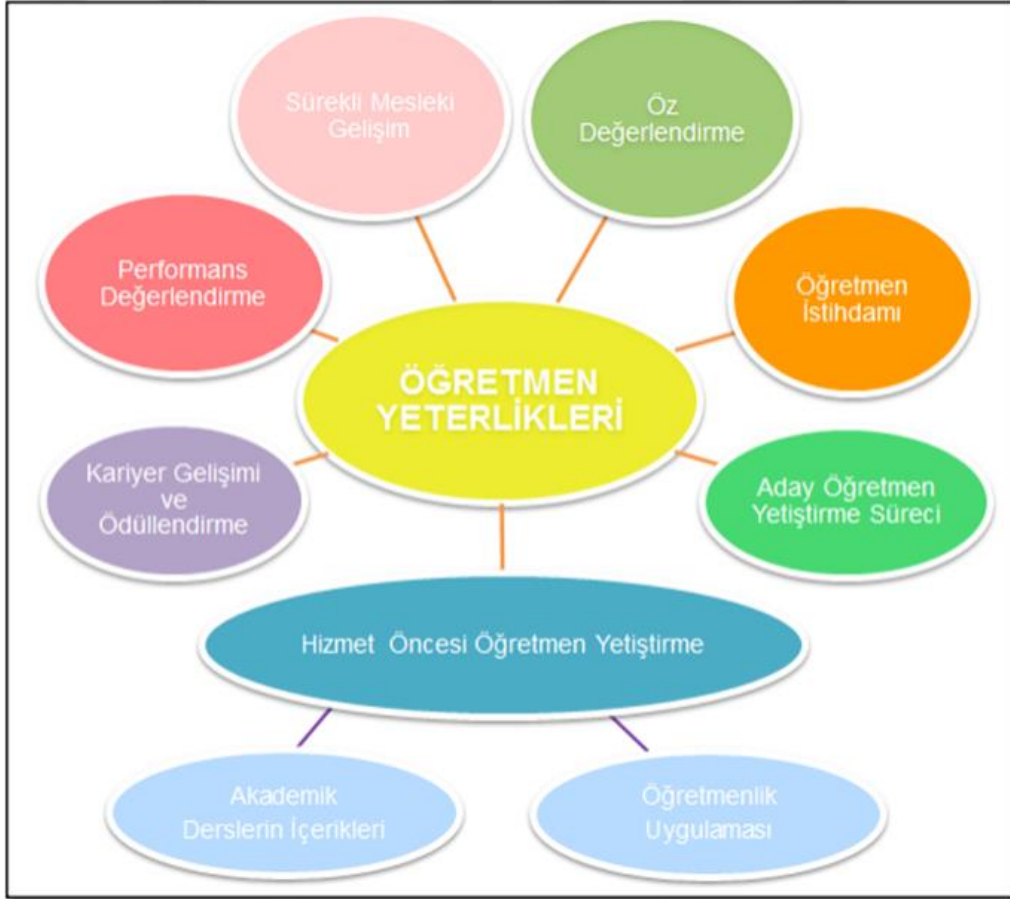 Sürekli Mesleki
Gelişim
Öz
Değerlendirme
Performans
Değerlendirme
Öğretmen
İstihdamı
ÖĞRETMEN
YETERLİKLERİ
Kariyer Gelişimi
ve
Ödüllendirme
Aday Öğretmen
Yetiştirme Süreci
Hizmet Öncesi Öğretmen Yetiştirme
Akademik
Derslerin İçerikleri
Öğretmenlik
Uygulaması